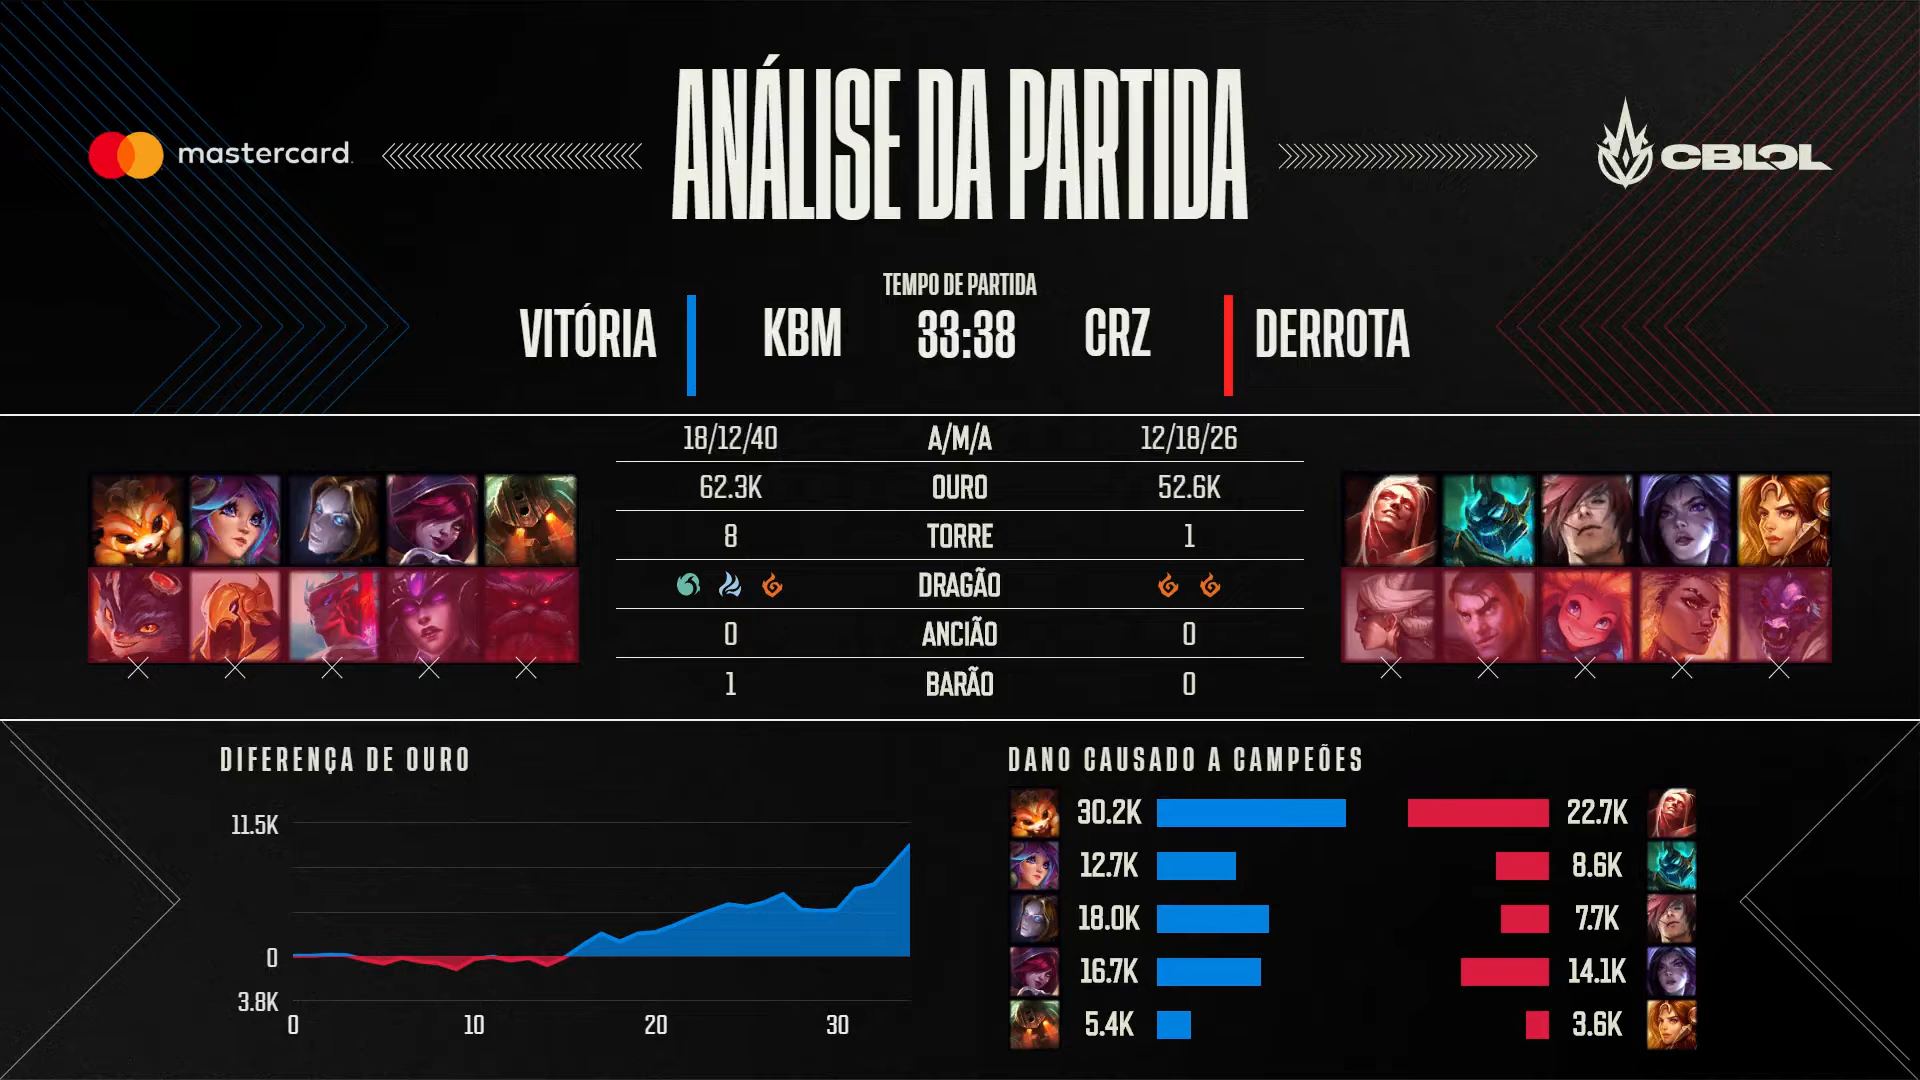 mastercard.
ANÁLISE DA PARTIDA
CBLOL
TEMPO DE PARTIDA
VITÓRIA KBM 33:38 CRZ DERROTA
18/12/40 A/M/A 12/18/26
62.3K OURO 52.6K
8 TORRE 1
DRAGÃO
0 ANCIÃO 0
1 BARÃO 0
DIFERENÇA DE OURO
11.5K
0
3.8K
0 10 20 30
DANO CAUSADO A CAMPEÕES
30.2K 22.7K
12.7K 8.6K
18.0K 7.7K
16.7K 14.1K
5.4K 3.6K